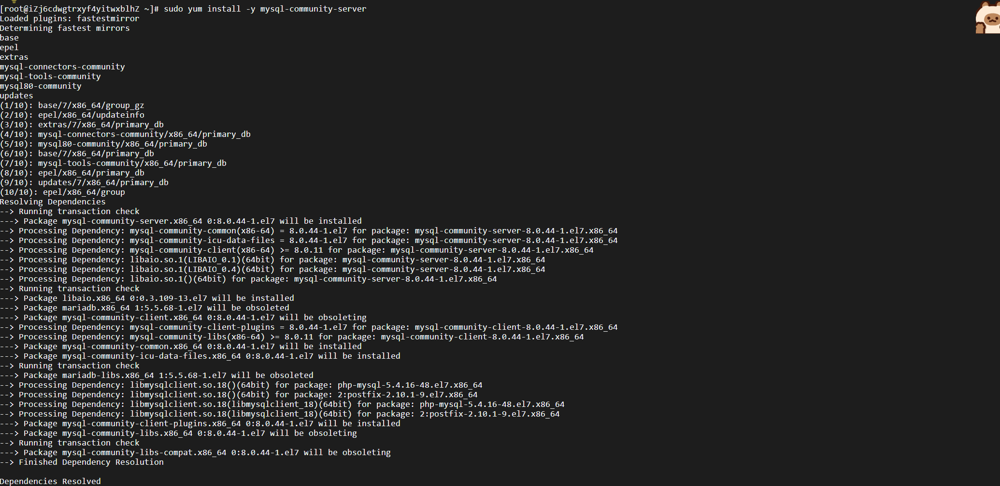 [root@iZj6cdwgtrxyf4yitwxblhZ ~]# sudo yum install -y mysql-community-server
Loaded plugins: fastestmirror
Determining fastest mirrors
base
epel
extras
mysql-connectors-community
mysql-tools-community
mysql80-community
updates
(1/10): base/7/x86_64/group_gz
(2/10): epel/x86_64/updateinfo
(3/10): extras/7/x86_64/primary_db
(4/10): mysql-connectors-community/x86_64/primary_db
(5/10): mysql80-community/x86_64/primary_db
(6/10): base/7/x86_64/primary_db
(7/10): mysql-tools-community/x86_64/primary_db
(8/10): epel/x86_64/primary_db
(9/10): updates/7/x86_64/primary_db
(10/10): epel/x86_64/group
Resolving Dependencies
--> Running transaction check
---> Package mysql-community-server.x86_64 0:8.0.44-1.el7 will be installed
--> Processing Dependency: mysql-community-common(x86-64) = 8.0.44-1.el7 for package: mysql-community-server-8.0.44-1.el7.x86_64
--> Processing Dependency: mysql-community-icu-data-files = 8.0.44-1.el7 for package: mysql-community-server-8.0.44-1.el7.x86_64
--> Processing Dependency: mysql-community-client(x86-64) >= 8.0.11 for package: mysql-community-server-8.0.44-1.el7.x86_64
--> Processing Dependency: libaio.so.1(LIBAIO_0.1)(64bit) for package: mysql-community-server-8.0.44-1.el7.x86_64
--> Processing Dependency: libaio.so.1(LIBAIO_0.4)(64bit) for package: mysql-community-server-8.0.44-1.el7.x86_64
--> Processing Dependency: libaio.so.1()(64bit) for package: mysql-community-server-8.0.44-1.el7.x86_64
--> Running transaction check
---> Package libaio.x86_64 0:0.3.109-13.el7 will be installed
---> Package mariadb.x86_64 1:5.5.68-1.el7 will be obsoleted
---> Package mysql-community-client.x86_64 0:8.0.44-1.el7 will be obsoleting
--> Processing Dependency: mysql-community-client-plugins = 8.0.44-1.el7 for package: mysql-community-client-8.0.44-1.el7.x86_64
--> Processing Dependency: mysql-community-libs(x86-64) >= 8.0.11 for package: mysql-community-client-8.0.44-1.el7.x86_64
---> Package mysql-community-common.x86_64 0:8.0.44-1.el7 will be installed
---> Package mysql-community-icu-data-files.x86_64 0:8.0.44-1.el7 will be installed
--> Running transaction check
---> Package mariadb-libs.x86_64 1:5.5.68-1.el7 will be obsoleted
--> Processing Dependency: libmysqlclient.so.18()(64bit) for package: php-mysql-5.4.16-48.el7.x86_64
--> Processing Dependency: libmysqlclient.so.18()(64bit) for package: 2:postfix-2.10.1-9.el7.x86_64
--> Processing Dependency: libmysqlclient.so.18(libmysqlclient_18)(64bit) for package: php-mysql-5.4.16-48.el7.x86_64
--> Processing Dependency: libmysqlclient.so.18(libmysqlclient_18)(64bit) for package: 2:postfix-2.10.1-9.el7.x86_64
---> Package mysql-community-client-plugins.x86_64 0:8.0.44-1.el7 will be installed
---> Package mysql-community-libs.x86_64 0:8.0.44-1.el7 will be obsoleting
--> Running transaction check
---> Package mysql-community-libs-compat.x86_64 0:8.0.44-1.el7 will be obsoleting
--> Finished Dependency Resolution
Dependencies Resolved